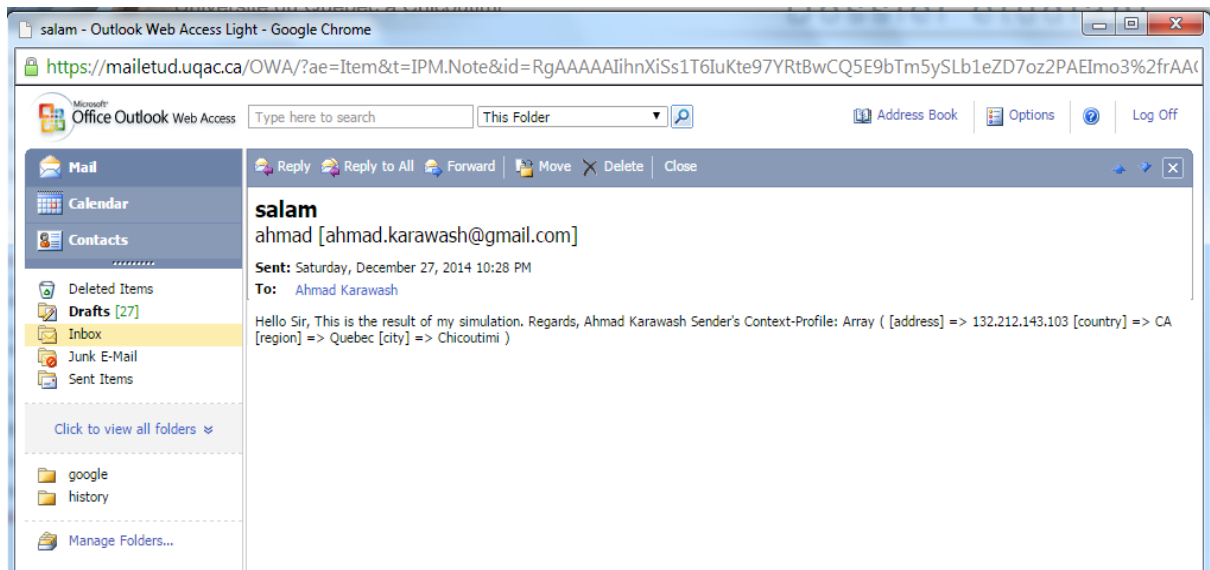 Université du Québec à Chicoutimi
salam - Outlook Web Access Light - Google Chrome
https://mailetud.uqac.ca/OWA/?ae=Item&t=IPM.Note&id=RgAAAAAIihnXiSs1T6IuKte97YRtBwCQ5E9bTm5ySLb1eZD7oz2PAEImo3%2frAA
Microsoft
Office Outlook Web Access Type here to search This Folder Address Book Options Log Off
Mail Reply Reply to All Forward Move Delete Close
Calendar
Contacts
salam
ahmad [ahmad.karawash@gmail.com]
Sent: Saturday, December 27, 2014 10:28 PM
To: Ahmad Karawash
Hello Sir, This is the result of my simulation. Regards, Ahmad Karawash Sender's Context-Profile: Array ( [address] => 132.212.143.103 [country] => CA
[region] => Quebec [city] => Chicoutimi )
Deleted Items
Drafts [27]
Inbox
Junk E-Mail
Sent Items
Click to view all folders
google
history
Manage Folders...